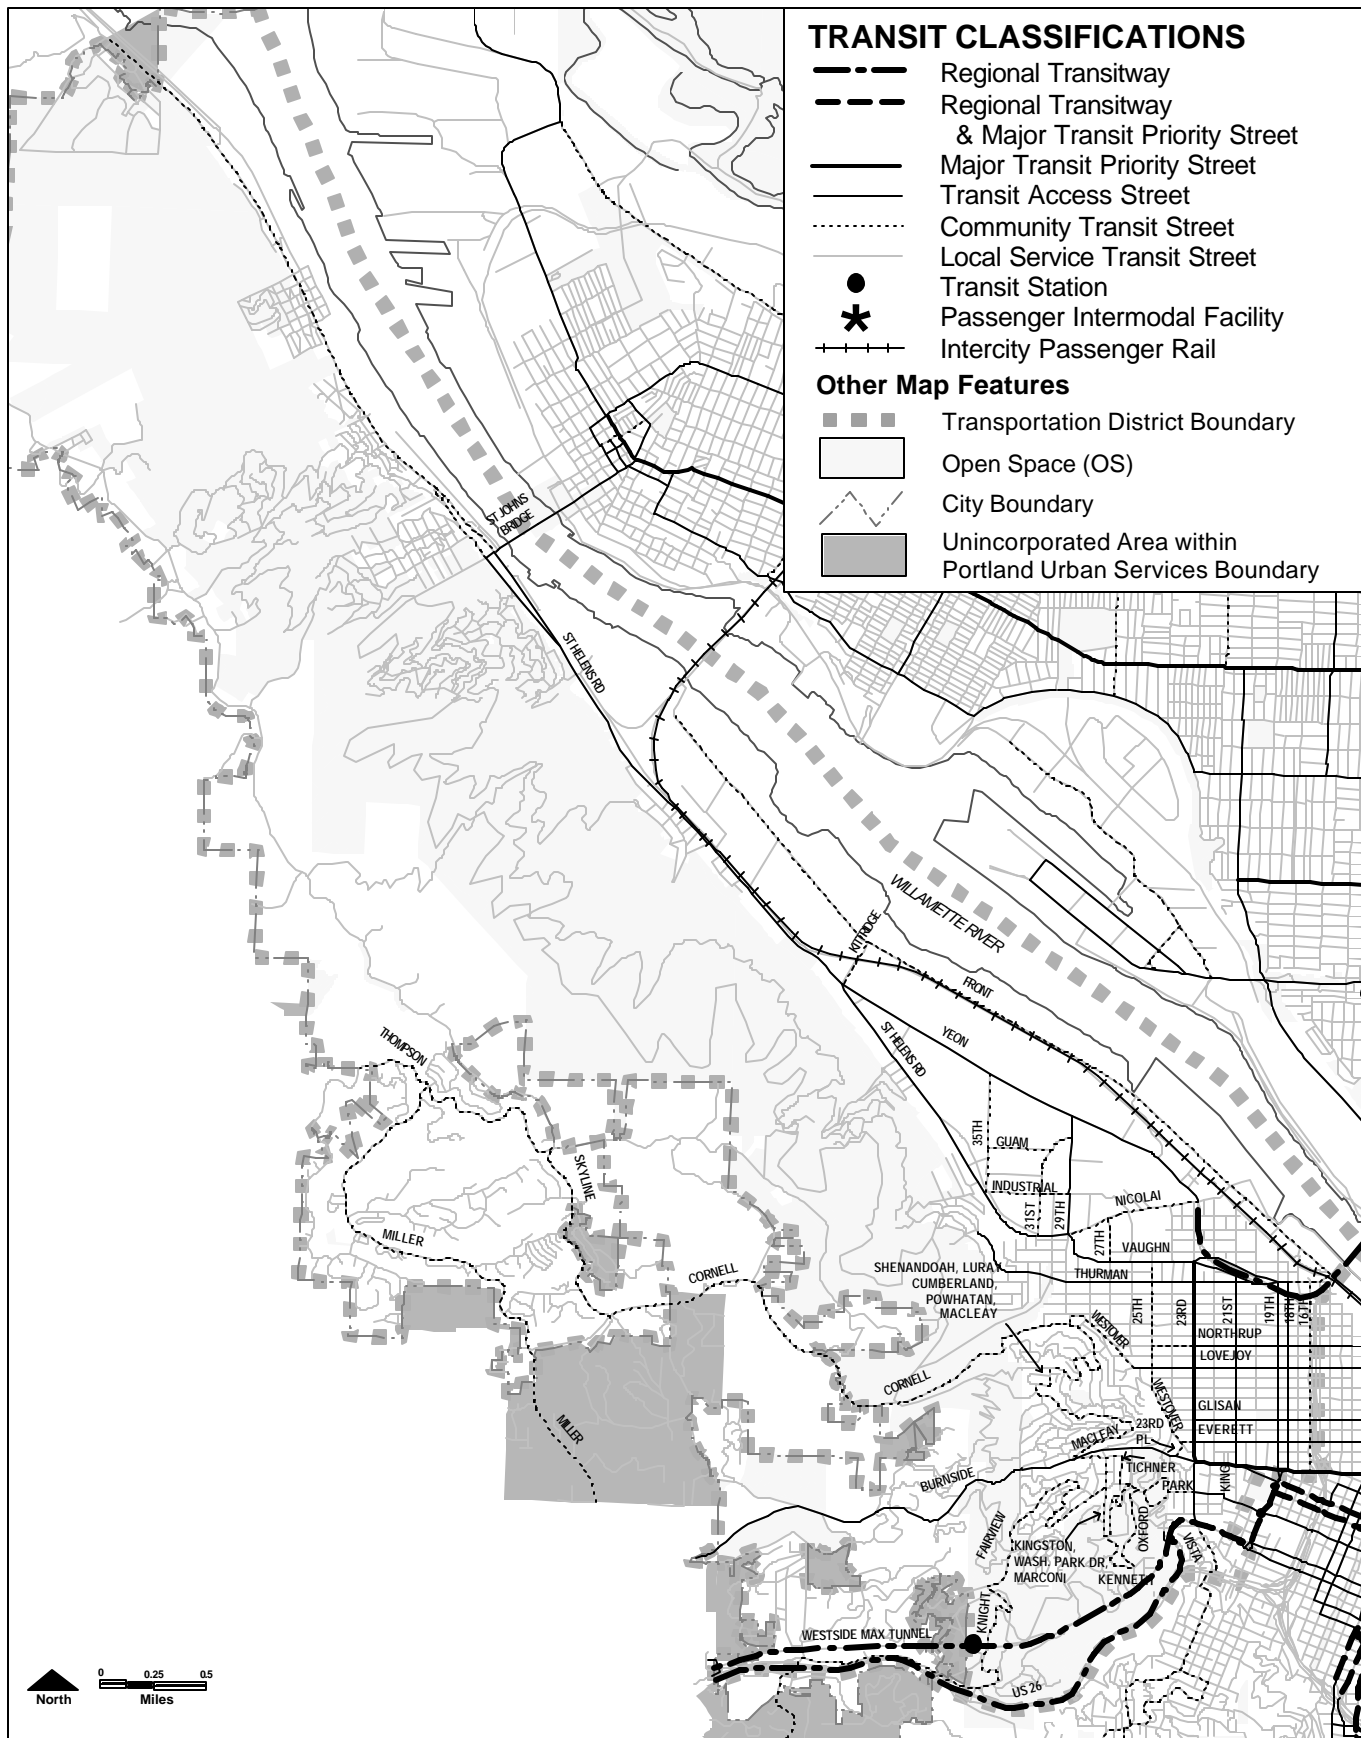 TRANSIT CLASSIFICATIONS
Regional Transitway
Regional Transitway
& Major Transit Priority Street
Major Transit Priority Street
Transit Access Street
Community Transit Street
Local Service Transit Street
Transit Station
Passenger Intermodal Facility
Intercity Passenger Rail
Other Map Features
Transportation District Boundary
Open Space (OS)
City Boundary
Unincorporated Area within
Portland Urban Services Boundary
ST JOHNS
BRIDGE
ST HELENS RD
WILLAMETTE RIVER
KITTRIDGE
FRONT
YEON
ST HELENS RD
THOMPSON
35TH
GUAM
SKYLINE
INDUSTRIAL
NICOLAI
31ST
29TH
27TH
MILLER
VAUGHN
SHENANDOAH, LURAY
CUMBERLAND,
POWHATAN,
MACLEAY
THURMAN
CORNELL
25TH
23RD
21ST
19TH
18TH
16TH
WESTOVER
NORTHRUP
LOVEJOY
CORNELL
WESTOVER
GLISAN
MILLER
MACLEAY
23RD
PL
EVERETT
TICHNER
BURNSIDE
PARK
KING
FAIRVIEW
OXFORD
VISTA
KINGSTON,
WASH. PARK DR,
MARCONI
KENNETH
KNIGHT
WESTSIDE MAX TUNNEL
US 26
North
0
0.25
0.5
Miles